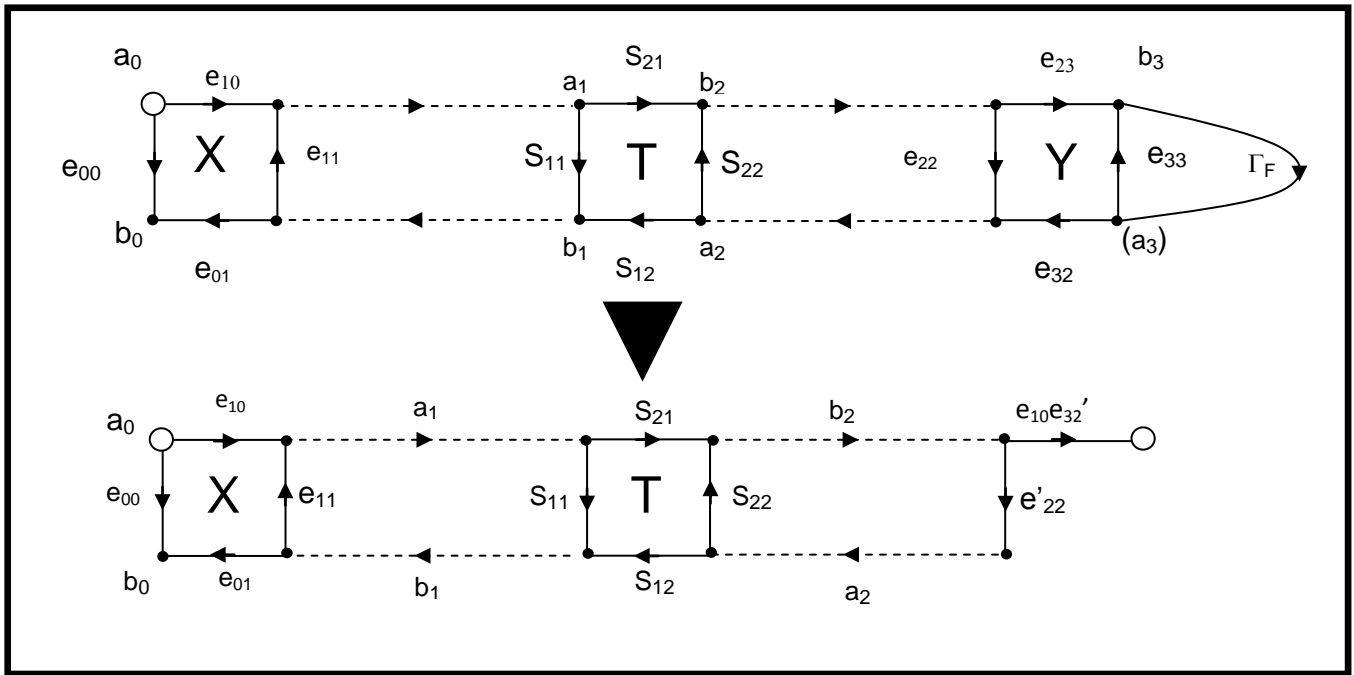 a₀ e₁₀ S₂₁ e₂₃ b₃
a₁ b₂
e₀₀ X e₁₁ S₁₁ T S₂₂ e₂₂ Y e₃₃ Γ_F
b₀ e₀₁ b₁ S₁₂ a₂ e₃₂ (a₃)
a₀ e₁₀ a₁ S₂₁ b₂ e₁₀e₃₂'
e₀₀ X e₁₁ S₁₁ T S₂₂ e'₂₂
b₀ e₀₁ b₁ S₁₂ a₂